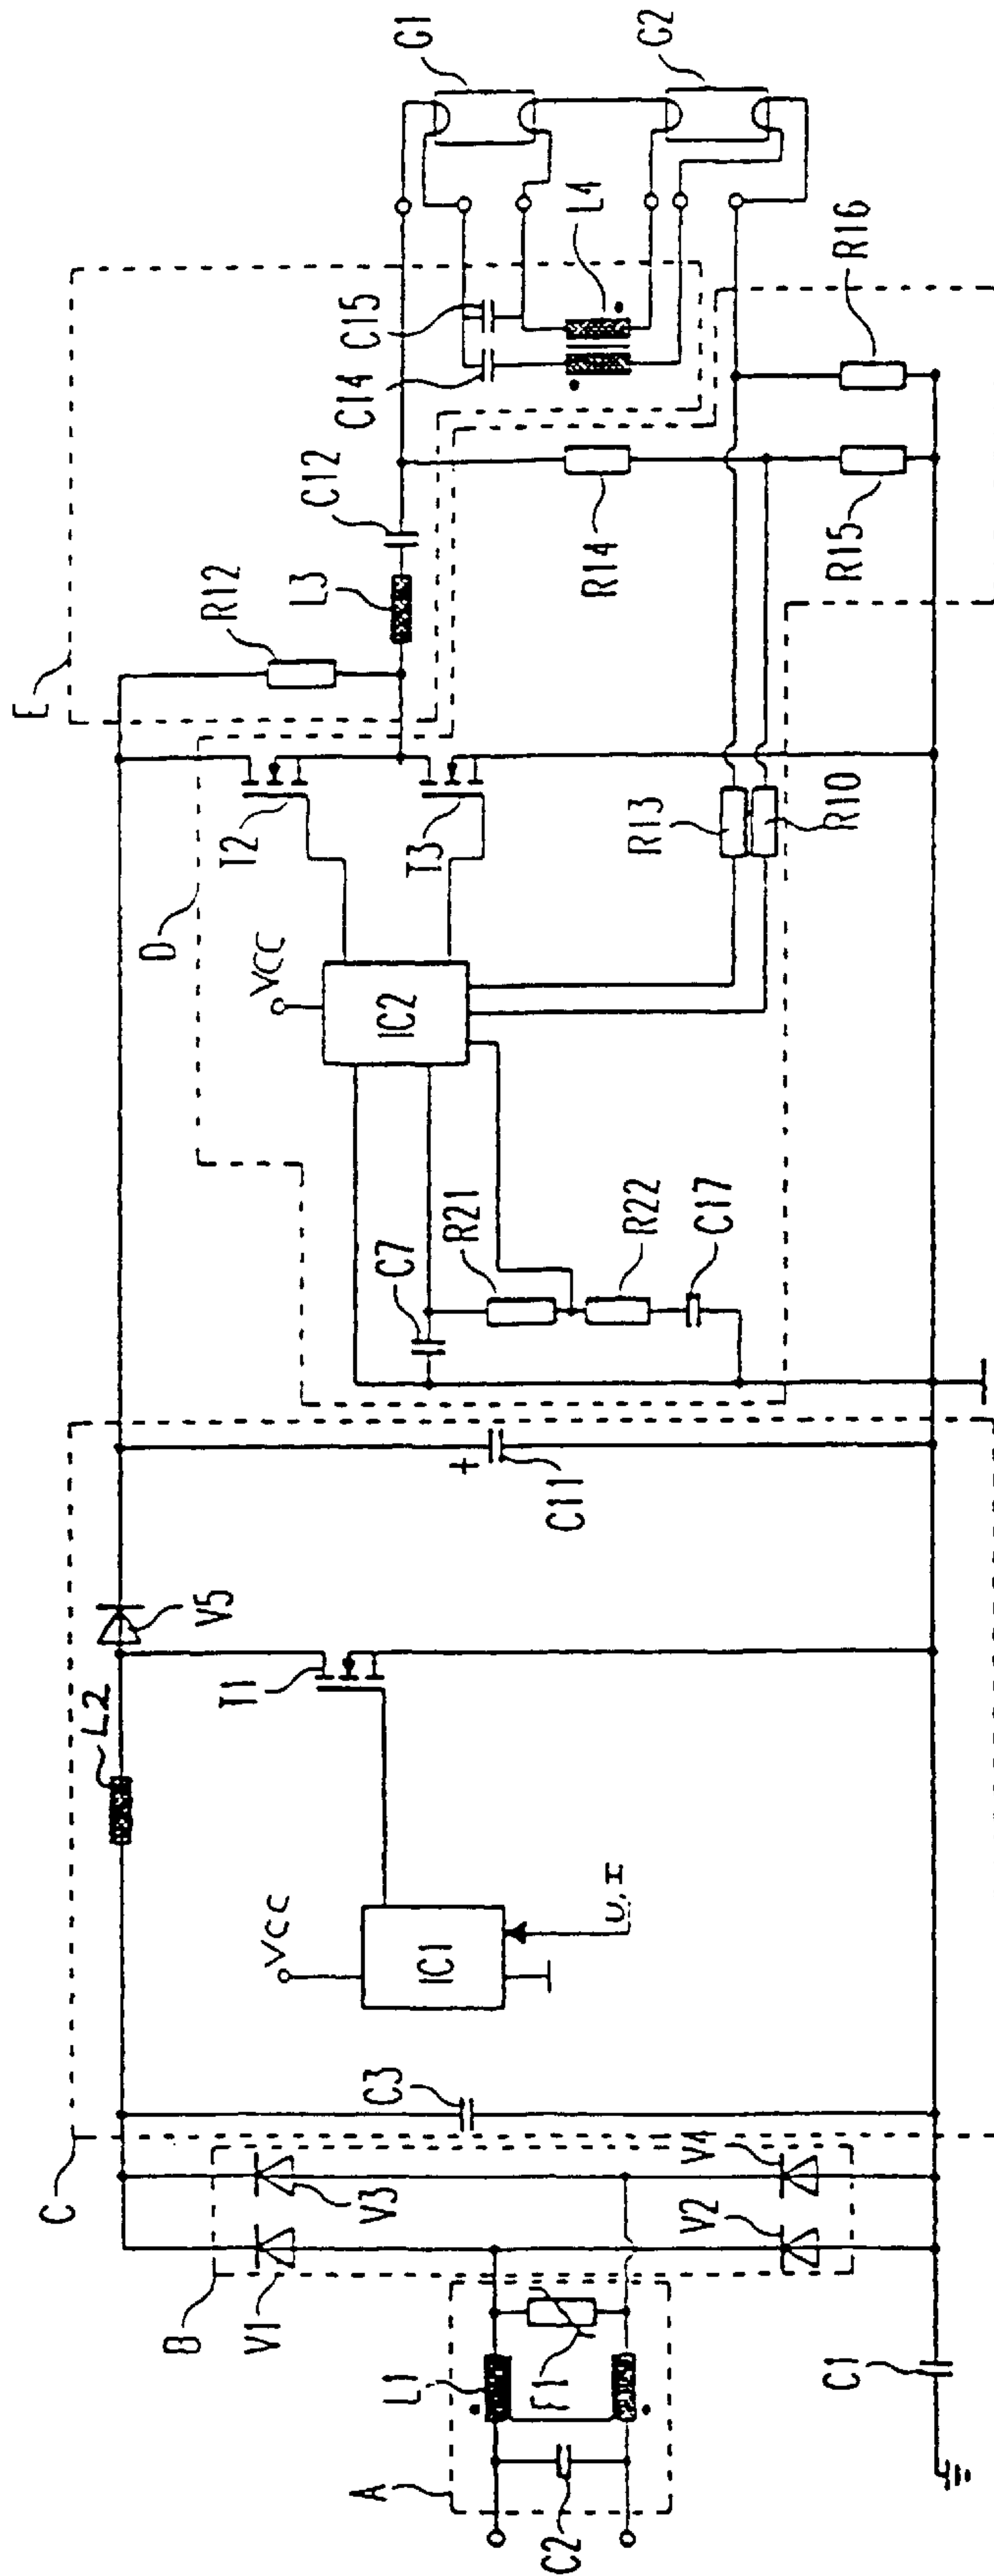 E
D
C
B
A
R12
L3
C12
C14
C15
G1
G2
L4
R16
R14
R15
T2
T3
VCC
IC2
R13
R10
C7
R21
R22
C17
+
C11
V5
L2
T1
VCC
IC1
U,I
C3
V3
V4
V1
V2
L1
F1
C2
C1